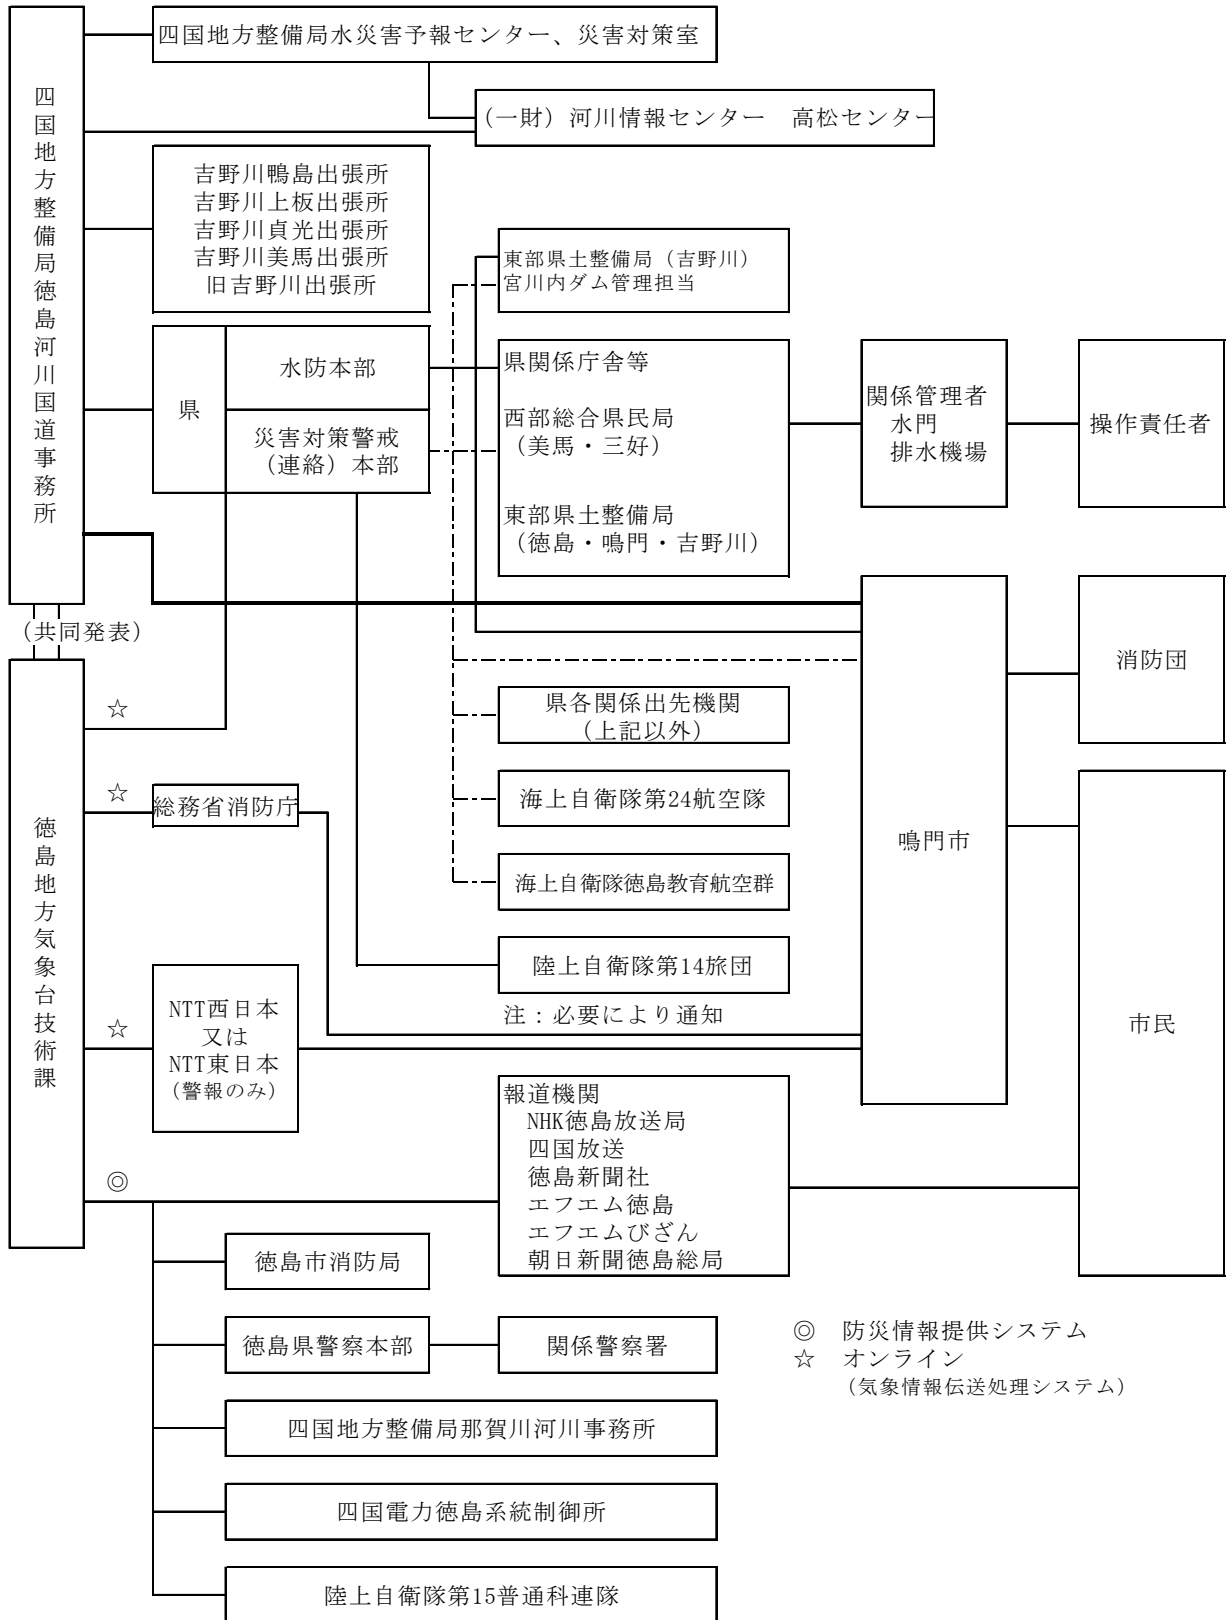 四国地方整備局水災害予報センター、災害対策室
四国地方整備局徳島河川国道事務所
(一財) 河川情報センター 高松センター
吉野川鴨島出張所
吉野川上板出張所
吉野川貞光出張所
吉野川美馬出張所
旧吉野川出張所
東部県土整備局 (吉野川)
宮川内ダム管理担当
県
水防本部
災害対策警戒
(連絡) 本部
県関係庁舎等
西部総合県民局
(美馬・三好)
東部県土整備局
(徳島・鳴門・吉野川)
関係管理者
水門
排水機場
操作責任者
(共同発表)
徳島地方気象台技術課
☆
☆
総務省消防庁
県各関係出先機関
(上記以外)
海上自衛隊第24航空隊
海上自衛隊徳島教育航空群
陸上自衛隊第14旅団
注：必要により通知
鳴門市
消防団
市民
☆
NTT西日本
又は
NTT東日本
(警報のみ)
◎
報道機関
NHK徳島放送局
四国放送
徳島新聞社
エフエム徳島
エフエムびざん
朝日新聞徳島総局
徳島市消防局
徳島県警察本部
関係警察署
四国地方整備局那賀川河川事務所
四国電力徳島系統制御所
陸上自衛隊第15普通科連隊
◎ 防災情報提供システム
☆ オンライン
(気象情報伝送処理システム)